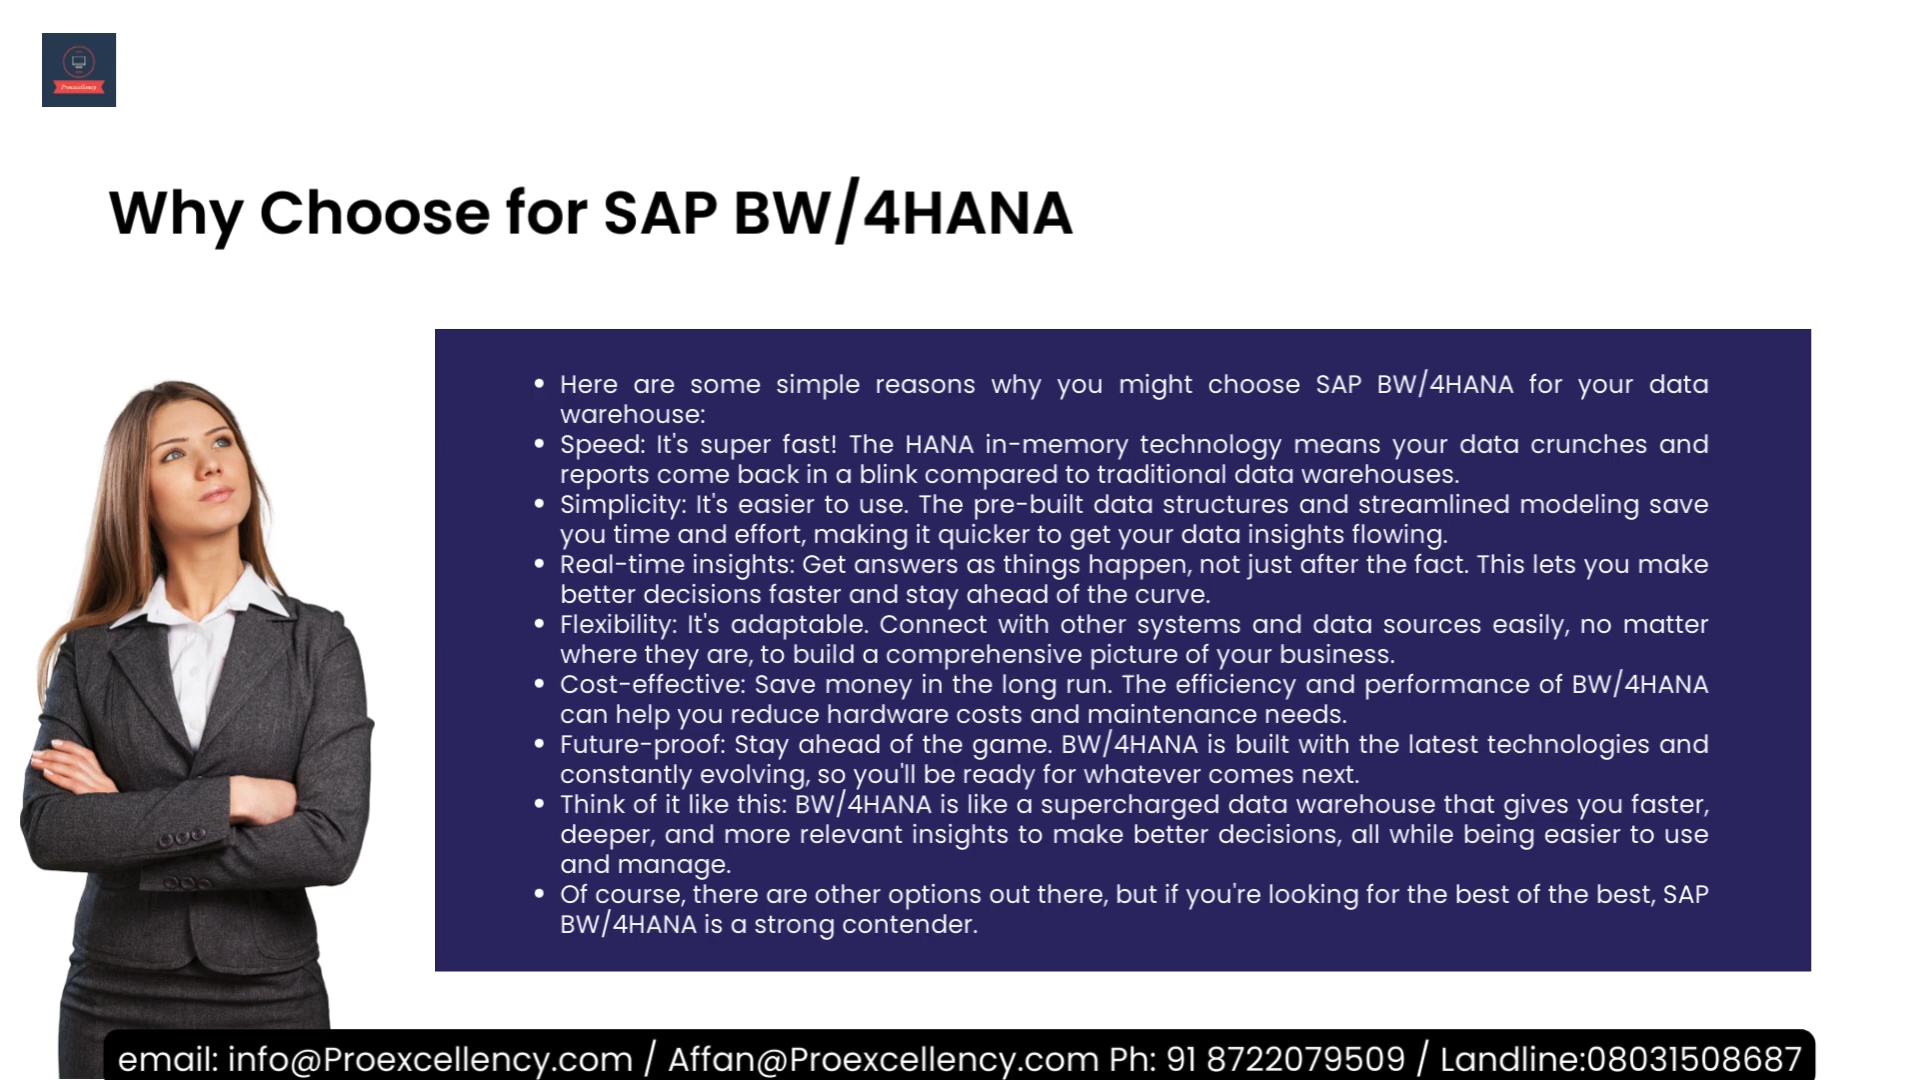 Proexcellency
Why Choose for SAP BW/4HANA
• Here are some simple reasons why you might choose SAP BW/4HANA for your data
warehouse:
• Speed: It's super fast! The HANA in-memory technology means your data crunches and
reports come back in a blink compared to traditional data warehouses.
• Simplicity: It's easier to use. The pre-built data structures and streamlined modeling save
you time and effort, making it quicker to get your data insights flowing.
• Real-time insights: Get answers as things happen, not just after the fact. This lets you make
better decisions faster and stay ahead of the curve.
• Flexibility: It's adaptable. Connect with other systems and data sources easily, no matter
where they are, to build a comprehensive picture of your business.
• Cost-effective: Save money in the long run. The efficiency and performance of BW/4HANA
can help you reduce hardware costs and maintenance needs.
• Future-proof: Stay ahead of the game. BW/4HANA is built with the latest technologies and
constantly evolving, so you'll be ready for whatever comes next.
• Think of it like this: BW/4HANA is like a supercharged data warehouse that gives you faster,
deeper, and more relevant insights to make better decisions, all while being easier to use
and manage.
• Of course, there are other options out there, but if you're looking for the best of the best, SAP
BW/4HANA is a strong contender.
email: info@Proexcellency.com / Affan@Proexcellency.com Ph: 91 8722079509 / Landline:08031508687